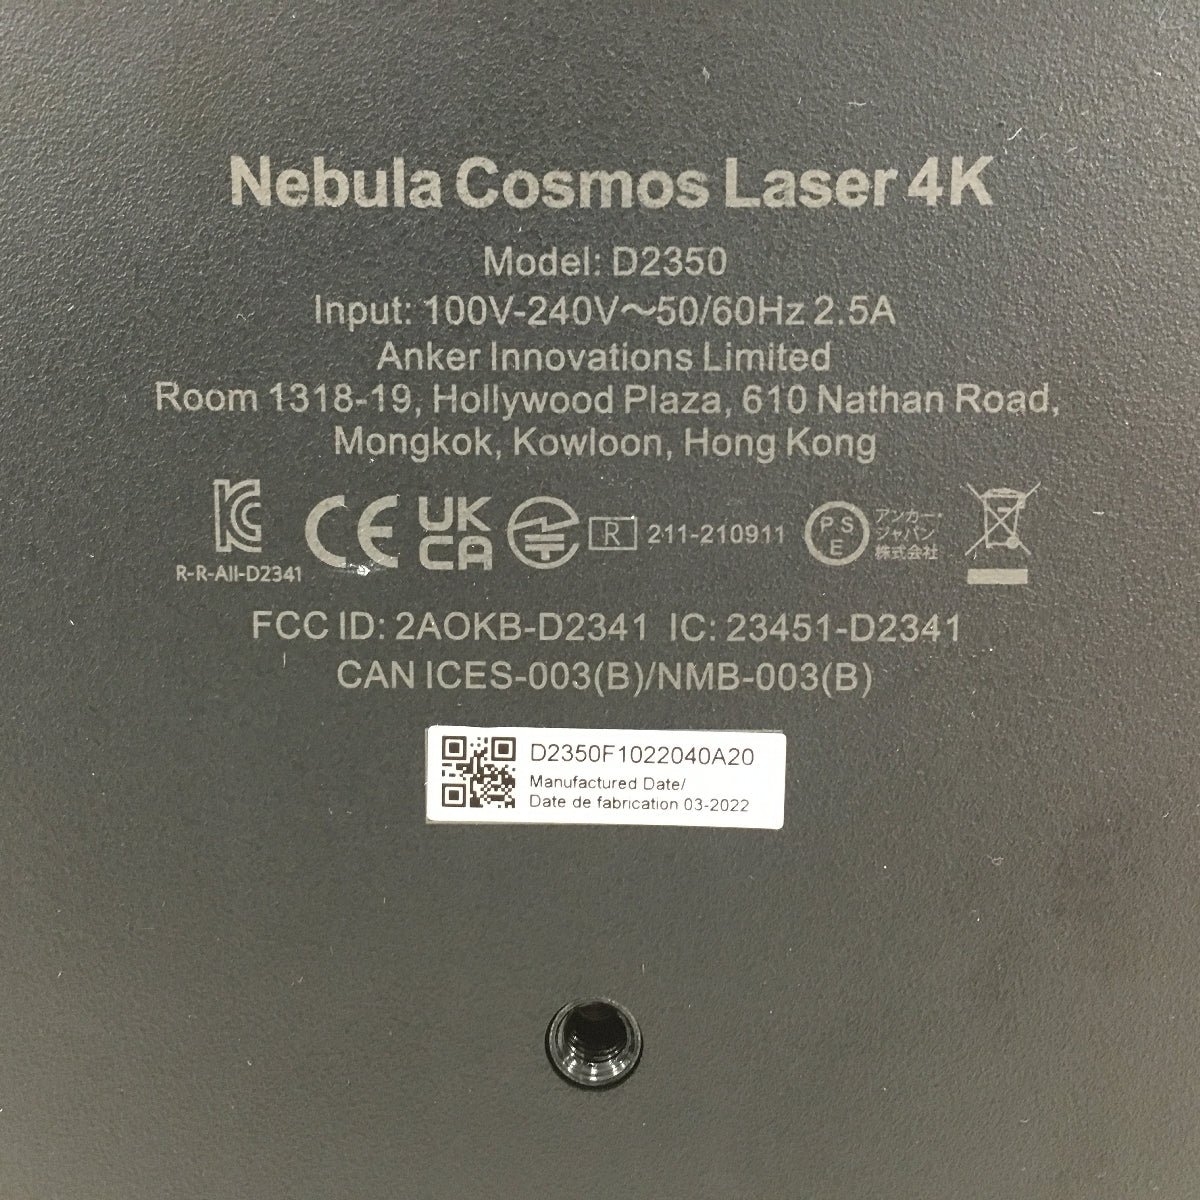 Nebula Cosmos Laser 4K
Model: D2350
Input: 100V-240V～50/60Hz 2.5A
Anker Innovations Limited
Room 1318-19, Hollywood Plaza, 610 Nathan Road,
Mongkok, Kowloon, Hong Kong
R-R-AII-D2341
CE
UK
CA
R 211-210911
PS
E
アンカー・
ジャパン
株式会社
FCC ID: 2AOKB-D2341 IC: 23451-D2341
CAN ICES-003(B)/NMB-003(B)
D2350F1022040A20
Manufactured Date/
Date de fabrication 03-2022